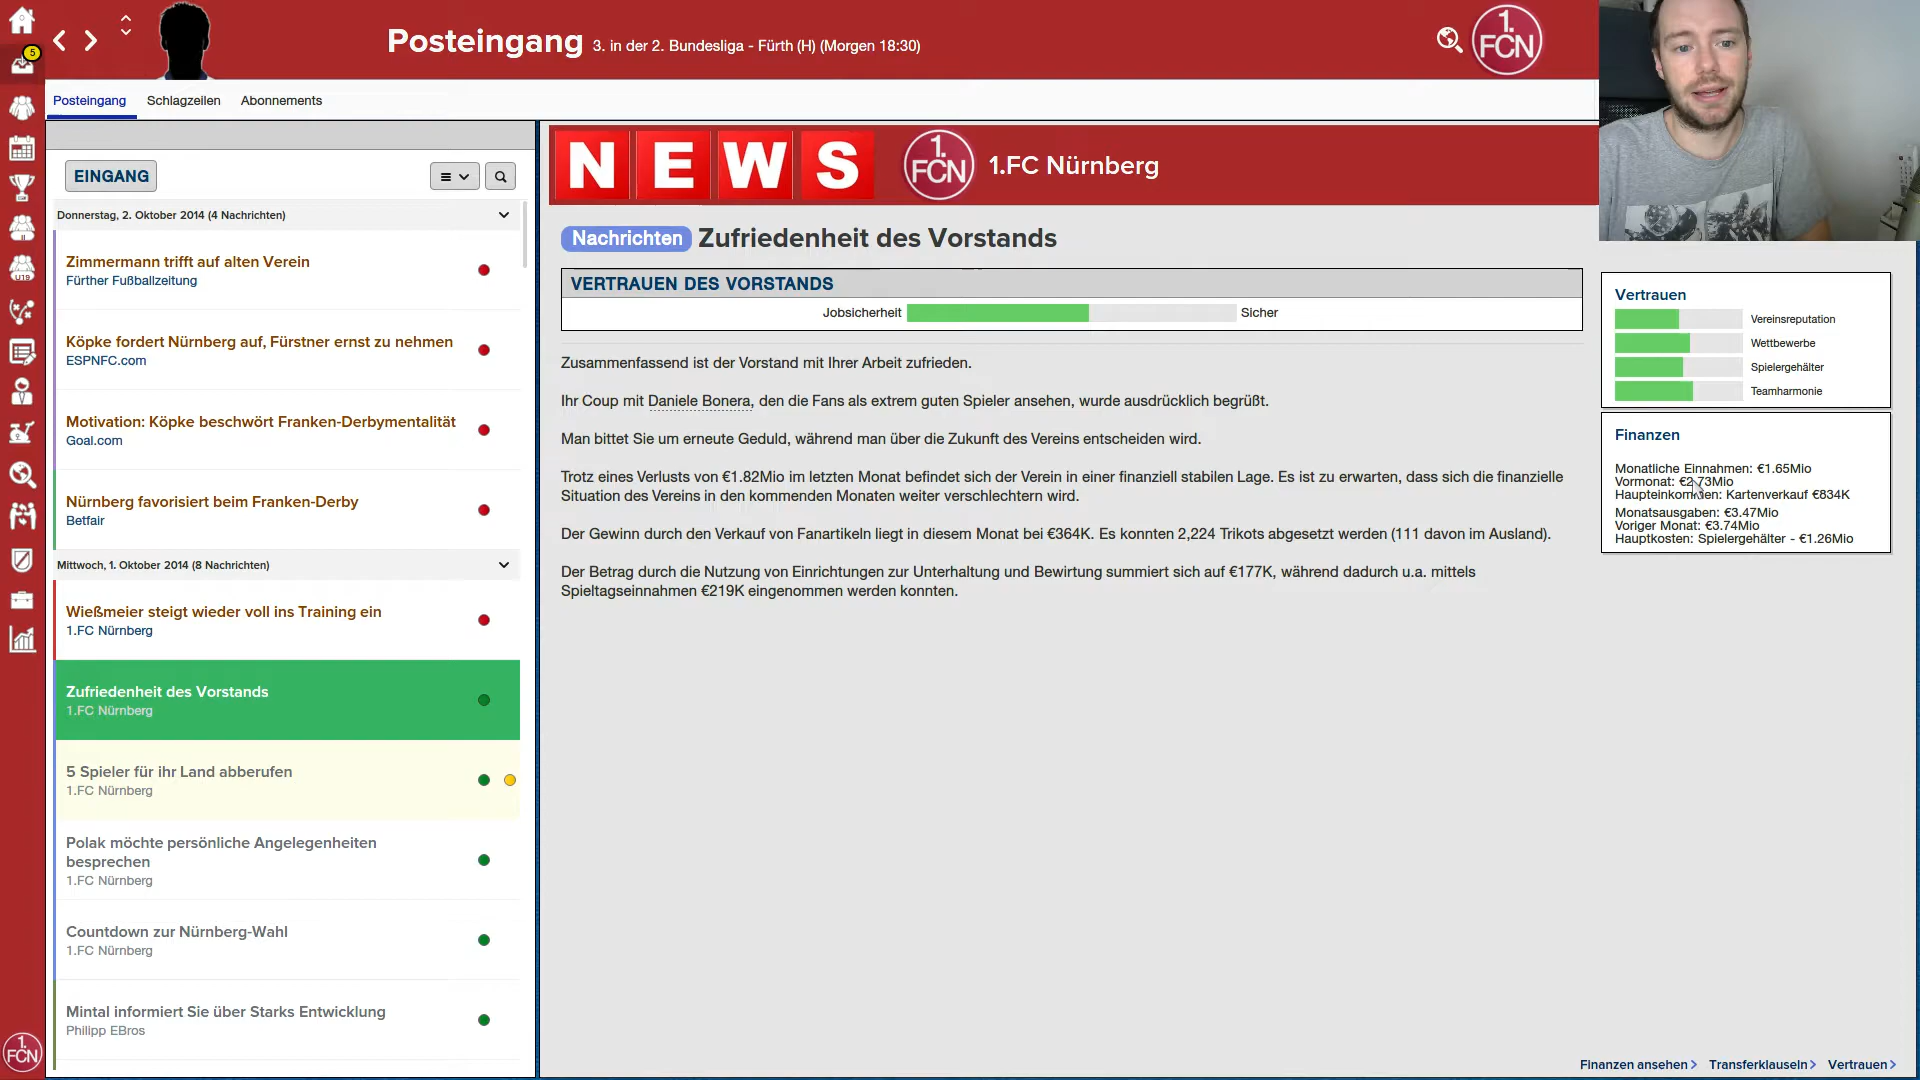 5
Posteingang 3. in der 2. Bundesliga - Fürth (H) (Morgen 18:30)
1. FCN
Posteingang Schlagzeilen Abonnements
EINGANG
Donnerstag, 2. Oktober 2014 (4 Nachrichten)
Zimmermann trifft auf alten Verein
Fürther Fußballzeitung
Köpke fordert Nürnberg auf, Fürstner ernst zu nehmen
ESPNFC.com
Motivation: Köpke beschwört Franken-Derbymentalität
Goal.com
Nürnberg favorisiert beim Franken-Derby
Betfair
Mittwoch, 1. Oktober 2014 (8 Nachrichten)
Wießmeier steigt wieder voll ins Training ein
1.FC Nürnberg
Zufriedenheit des Vorstands
1.FC Nürnberg
5 Spieler für ihr Land abberufen
1.FC Nürnberg
Polak möchte persönliche Angelegenheiten
besprechen
1.FC Nürnberg
Countdown zur Nürnberg-Wahl
1.FC Nürnberg
Mintal informiert Sie über Starks Entwicklung
Philipp EBros
II
U19
1. FCN
NEWS 1. FCN 1.FC Nürnberg
Nachrichten Zufriedenheit des Vorstands
VERTRAUEN DES VORSTANDS
Jobsicherheit Sicher
Zusammenfassend ist der Vorstand mit Ihrer Arbeit zufrieden.
Ihr Coup mit Daniele Bonera, den die Fans als extrem guten Spieler ansehen, wurde ausdrücklich begrüßt.
Man bittet Sie um erneute Geduld, während man über die Zukunft des Vereins entscheiden wird.
Trotz eines Verlusts von €1.82Mio im letzten Monat befindet sich der Verein in einer finanziell stabilen Lage. Es ist zu erwarten, dass sich die finanzielle
Situation des Vereins in den kommenden Monaten weiter verschlechtern wird.
Der Gewinn durch den Verkauf von Fanartikeln liegt in diesem Monat bei €364K. Es konnten 2,224 Trikots abgesetzt werden (111 davon im Ausland).
Der Betrag durch die Nutzung von Einrichtungen zur Unterhaltung und Bewirtung summiert sich auf €177K, während dadurch u.a. mittels
Spieltagseinnahmen €219K eingenommen werden konnten.
Vertrauen
Vereinsreputation
Wettbewerbe
Spielergehälter
Teamharmonie
Finanzen
Monatliche Einnahmen: €1.65Mio
Vormonat: €2.73Mio
Haupteinkommen: Kartenverkauf €834K
Monatsausgaben: €3.47Mio
Voriger Monat: €3.74Mio
Hauptkosten: Spielergehälter - €1.26Mio
Finanzen ansehen> Transferklauseln> Vertrauen>